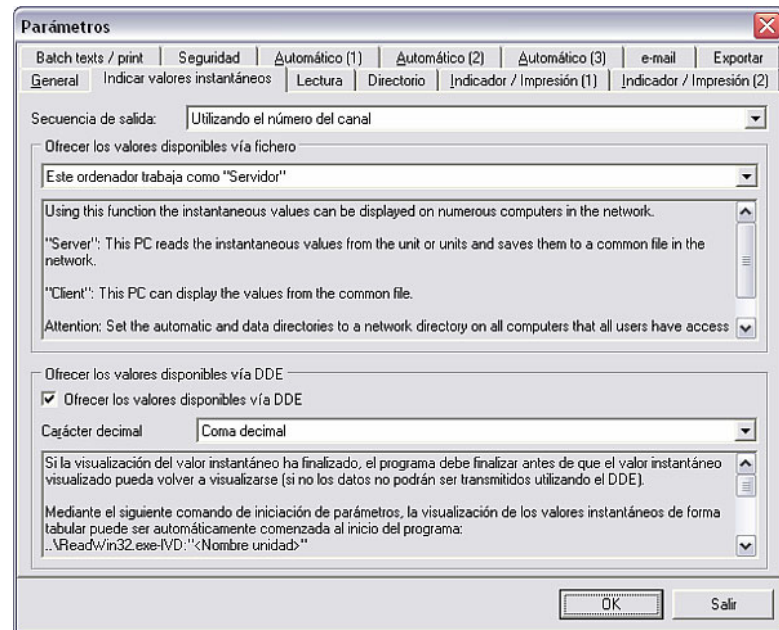 Parámetros
Batch texts / print
Seguridad
Automático (1)
Automático (2)
Automático (3)
e-mail
Exportar
General
Indicar valores instantáneos
Lectura
Directorio
Indicador / Impresión (1)
Indicador / Impresión (2)
Secuencia de salida:
Utilizando el número del canal
Ofrecer los valores disponibles vía fichero
Este ordenador trabaja como "Servidor"
Using this function the instantaneous values can be displayed on numerous computers in the network.
"Server": This PC reads the instantaneous values from the unit or units and saves them to a common file in the
network.
"Client": This PC can display the values from the common file.
Attention: Set the automatic and data directories to a network directory on all computers that all users have access
Ofrecer los valores disponibles vía DDE
Ofrecer los valores disponibles vía DDE
Carácter decimal
Coma decimal
Si la visualización del valor instantáneo ha finalizado, el programa debe finalizar antes de que el valor instantáneo
visualizado pueda volver a visualizarse (si no los datos no podrán ser transmitidos utilizando el DDE).
Mediante el siguiente comando de iniciación de parámetros, la visualización de los valores instantáneos de forma
tabular puede ser automáticamente comenzada al inicio del programa:
..\ReadWin32.exe-IVD:"<Nombre unidad>"
OK
Salir